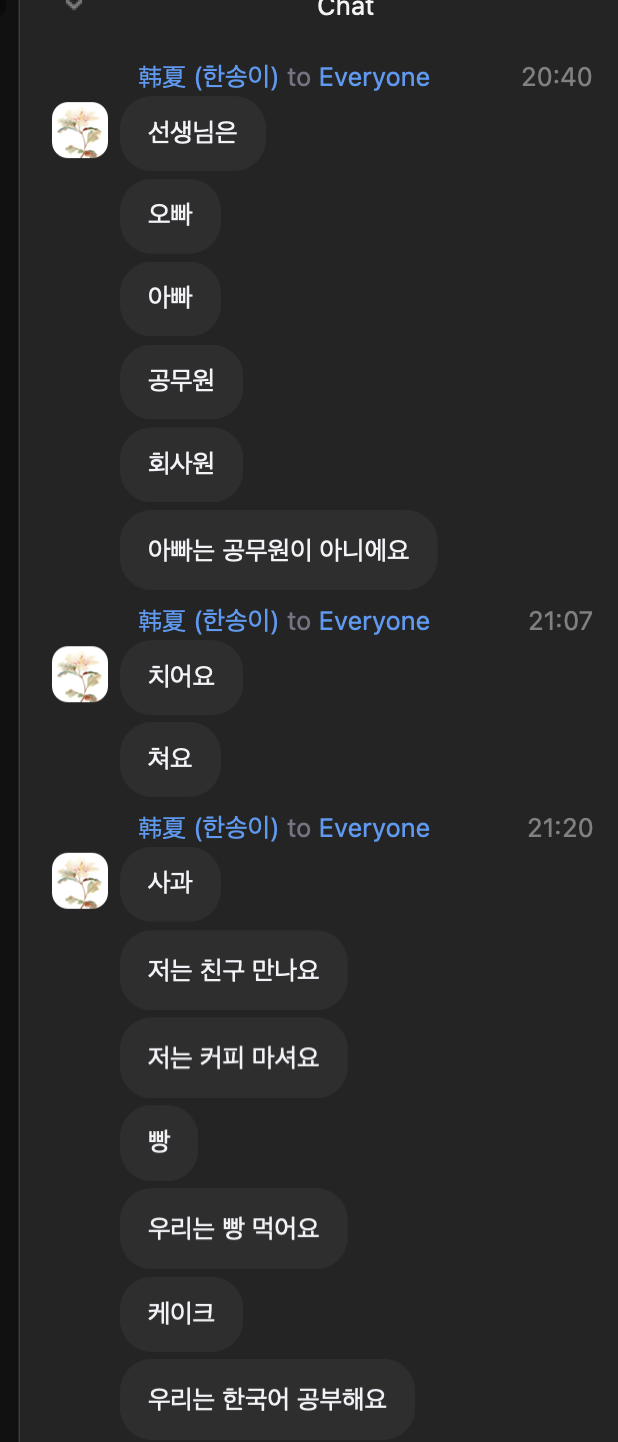 Chat
韩夏 (한송이) to Everyone 20:40
선생님은
오빠
아빠
공무원
회사원
아빠는 공무원이 아니에요
韩夏 (한송이) to Everyone 21:07
치어요
쳐요
韩夏 (한송이) to Everyone 21:20
사과
저는 친구 만나요
저는 커피 마셔요
빵
우리는 빵 먹어요
케이크
우리는 한국어 공부해요